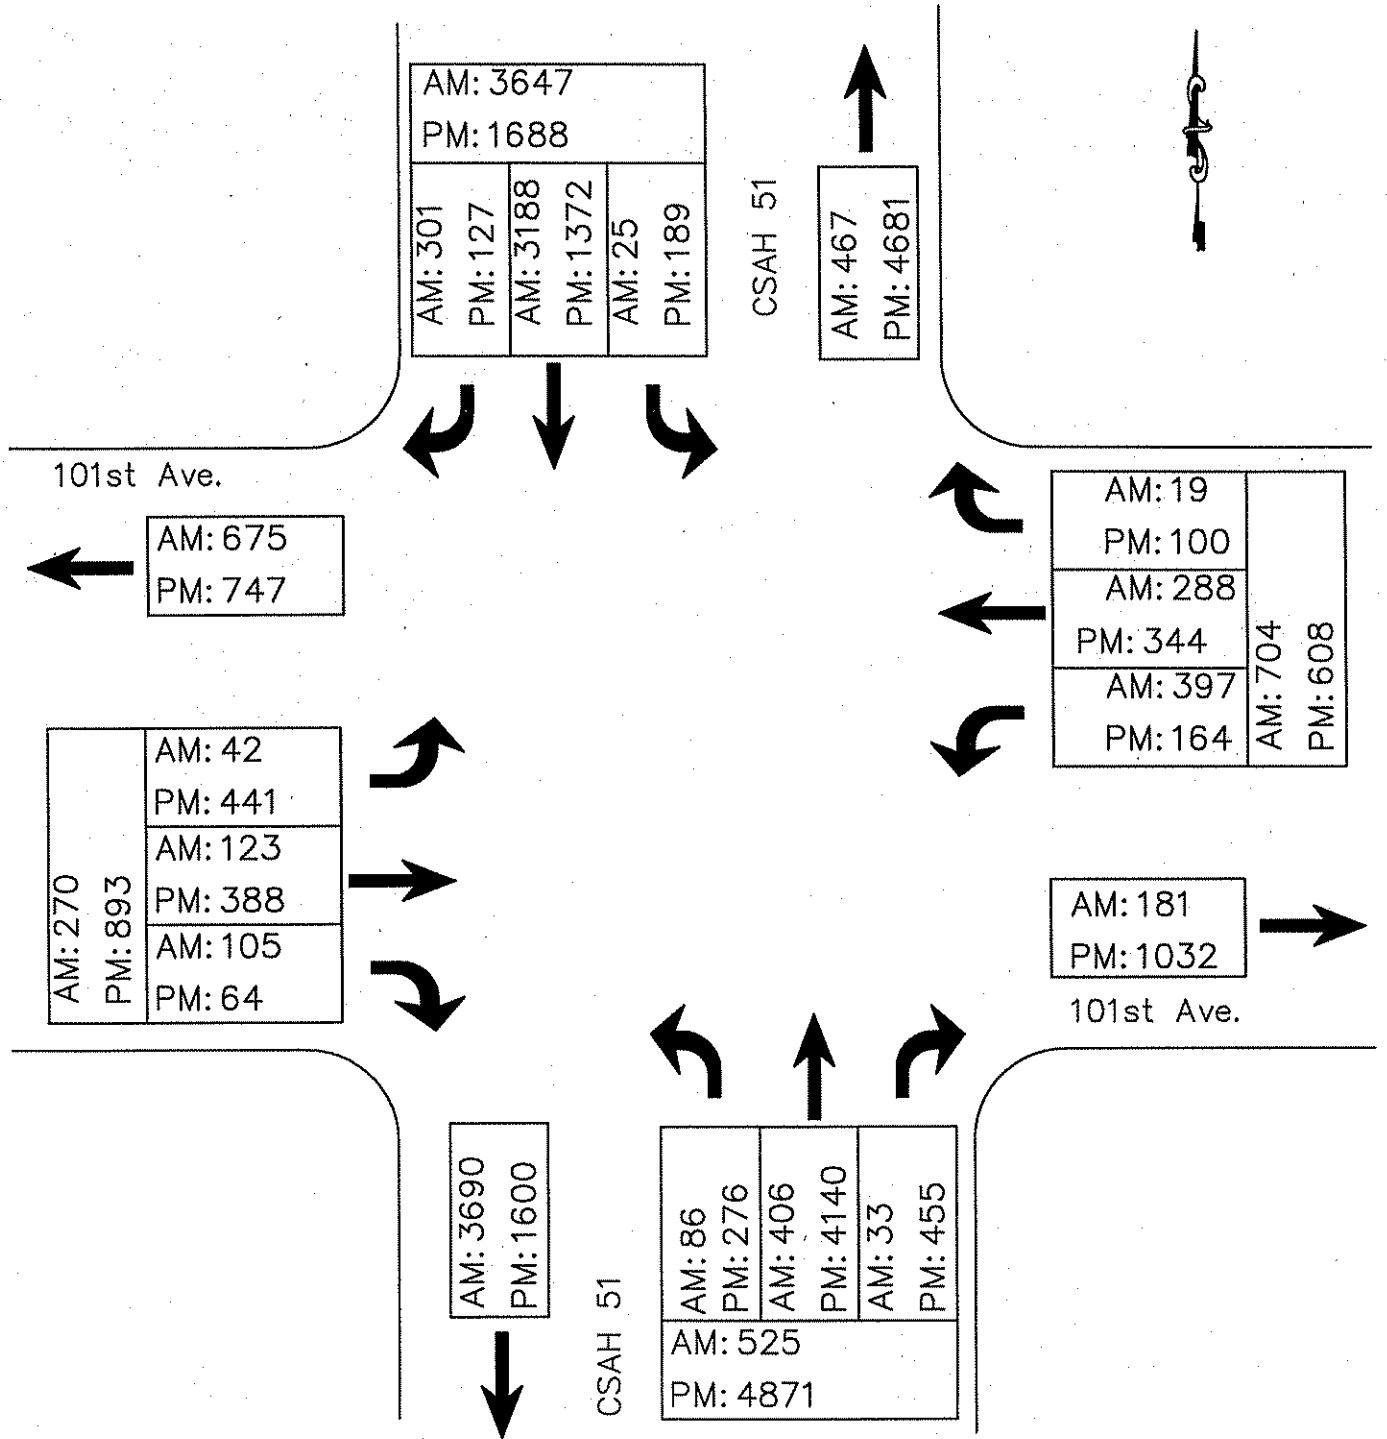 AM: 3647
PM: 1688
AM: 301
PM: 127
AM: 3188
PM: 1372
AM: 25
PM: 189
CSAH 51
AM: 467
PM: 4681
101st Ave.
AM: 675
PM: 747
AM: 19
PM: 100
AM: 288
PM: 344
AM: 397
PM: 164
AM: 704
PM: 608
AM: 270
PM: 893
AM: 42
PM: 441
AM: 123
PM: 388
AM: 105
PM: 64
AM: 181
PM: 1032
101st Ave.
AM: 3690
PM: 1600
CSAH 51
AM: 86
PM: 276
AM: 406
PM: 4140
AM: 33
PM: 455
AM: 525
PM: 4871